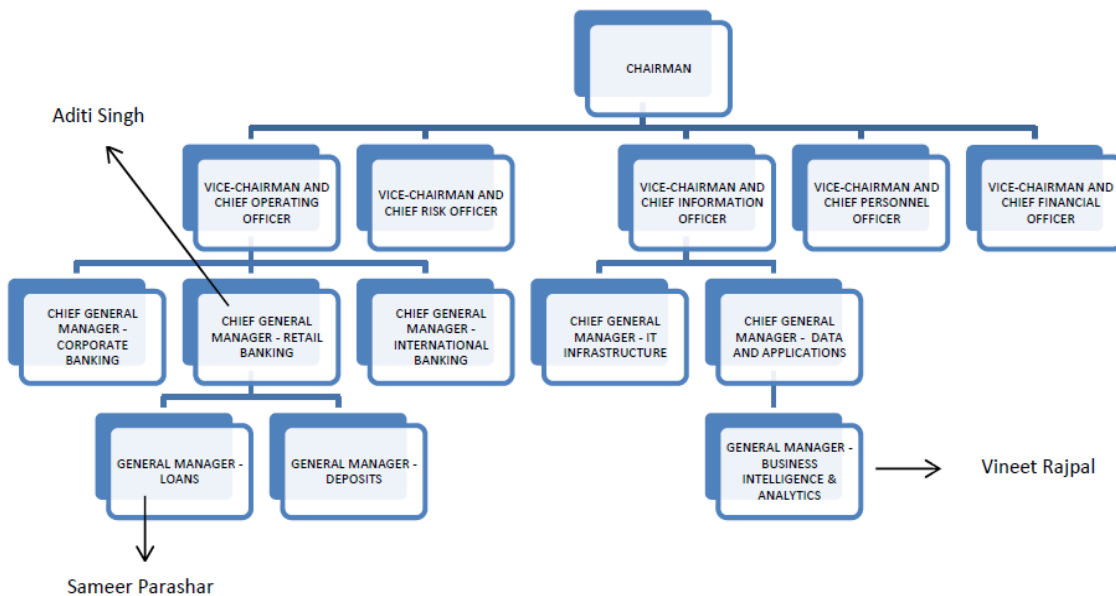 CHAIRMAN
Aditi Singh
VICE-CHAIRMAN AND
CHIEF OPERATING
OFFICER
VICE-CHAIRMAN AND
CHIEF RISK OFFICER
VICE-CHAIRMAN AND
CHIEF INFORMATION
OFFICER
VICE-CHAIRMAN AND
CHIEF PERSONNEL
OFFICER
VICE-CHAIRMAN AND
CHIEF FINANCIAL
OFFICER
CHIEF GENERAL
MANAGER -
CORPORATE
BANKING
CHIEF GENERAL
MANAGER - RETAIL
BANKING
CHIEF GENERAL
MANAGER -
INTERNATIONAL
BANKING
CHIEF GENERAL
MANAGER - IT
INFRASTRUCTURE
CHIEF GENERAL
MANAGER - DATA
AND APPLICATIONS
GENERAL MANAGER -
LOANS
GENERAL MANAGER -
DEPOSITS
GENERAL MANAGER -
BUSINESS
INTELLIGENCE &
ANALYTICS
Vineet Rajpal
Sameer Parashar